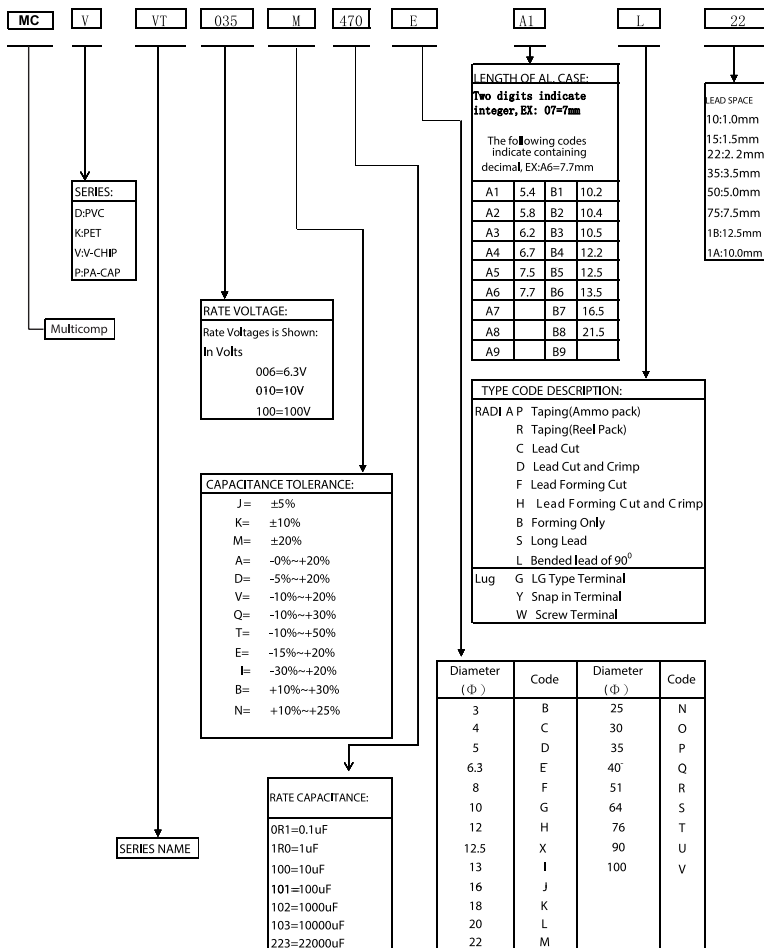 MC V VT 035 M 470 E A1 L 22
LENGTH OF AL. CASE:
Two digits indicate
integer,EX: 07=7mm
The following codes
indicate containing
decimal, EX:A6=7.7mm
A1 5.4 B1 10.2
A2 5.8 B2 10.4
A3 6.2 B3 10.5
A4 6.7 B4 12.2
A5 7.5 B5 12.5
A6 7.7 B6 13.5
A7 B7 16.5
A8 B8 21.5
A9 B9
LEAD SPACE
10:1.0mm
15:1.5mm
22:2.2mm
35:3.5mm
50:5.0mm
75:7.5mm
1B:12.5mm
1A:10.0mm
SERIES:
D:PVC
K:PET
V:V-CHIP
P:PA-CAP
Multicomp
RATE VOLTAGE:
Rate Voltages is Shown:
In Volts
006=6.3V
010=10V
100=100V
TYPE CODE DESCRIPTION:
RADI A P Taping(Ammo pack)
R Taping(Reel Pack)
C Lead Cut
D Lead Cut and Crimp
F Lead Forming Cut
H Lead Forming Cut and Crimp
B Forming Only
S Long Lead
L Bended lead of 90⁰
Lug G LG Type Terminal
Y Snap in Terminal
W Screw Terminal
CAPACITANCE TOLERANCE:
J= ±5%
K= ±10%
M= ±20%
A= -0%~+20%
D= -5%~+20%
V= -10%~+20%
Q= -10%~+30%
T= -10%~+50%
E= -15%~+20%
I= -30%~+20%
B= +10%~+30%
N= +10%~+25%
SERIES NAME
RATE CAPACITANCE:
0R1=0.1uF
1R0=1uF
100=10uF
101=100uF
102=1000uF
103=10000uF
223=22000uF
Diameter Code Diameter Code
(Φ) (Φ)
3 B 25 N
4 C 30 O
5 D 35 P
6.3 E 40 Q
8 F 51 R
10 G 64 S
12 H 76 T
12.5 X 90 U
13 I 100 V
16 J
18 K
20 L
22 M